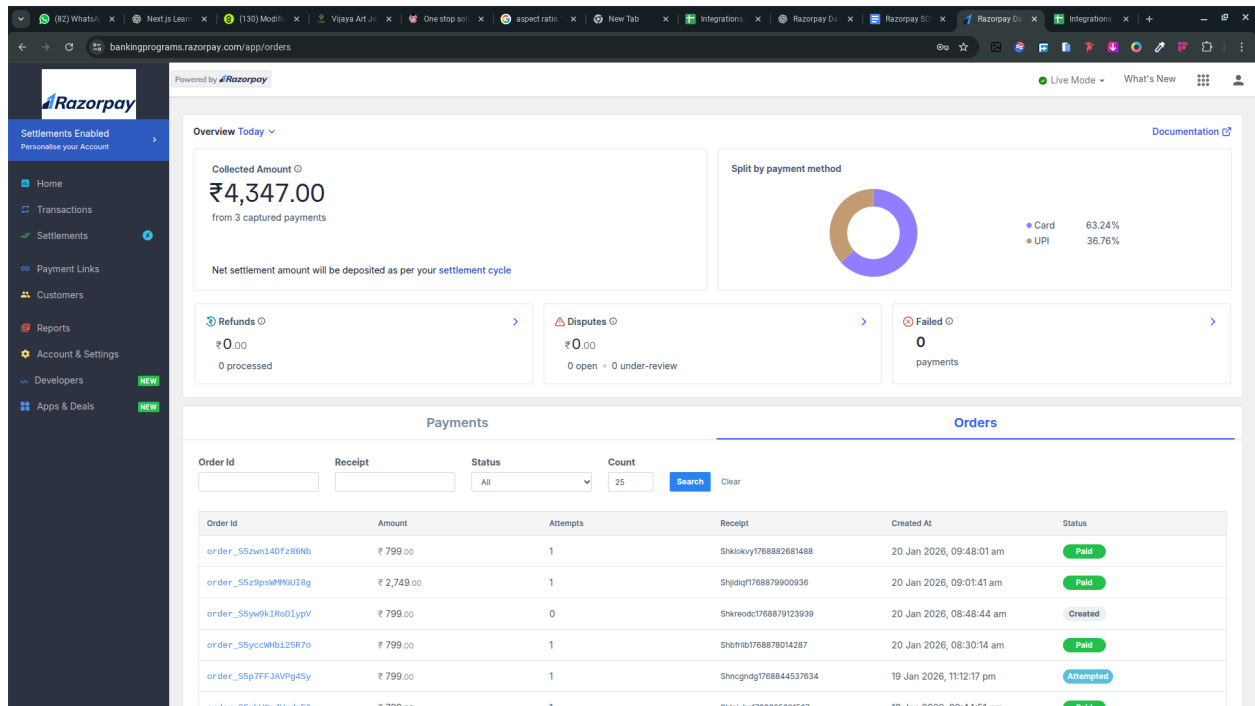 (82) WhatsA
Next.js Learn
(130) Modific
Vijaya Art Je
One stop sol
aspect ratio
New Tab
Integrations
Razorpay Da
Razorpay SD
Razorpay Da
Integrations
bankingprograms.razorpay.com/app/orders
Razorpay
Powered by Razorpay
Live Mode
What's New
Settlements Enabled
Personalise your Account
Home
Transactions
Settlements
Payment Links
Customers
Reports
Account & Settings
Developers NEW
Apps & Deals NEW
Overview Today
Documentation
Collected Amount
₹4,347.00
from 3 captured payments
Net settlement amount will be deposited as per your settlement cycle
Split by payment method
Card 63.24%
UPI 36.76%
Refunds
₹0.00
0 processed
Disputes
₹0.00
0 open 0 under-review
Failed
0
payments
Payments Orders
Order Id Receipt Status Count
All 25 Search Clear
Order Id Amount Attempts Receipt Created At Status
order_S5zwn14Dfz86Nb ₹ 799.00 1 Shklokvy1768882681488 20 Jan 2026, 09:48:01 am Paid
order_S5z9psWMMGUI8g ₹ 2,749.00 1 Shjidiqf1768879900936 20 Jan 2026, 09:01:41 am Paid
order_S5yw9kIRoDlypV ₹ 799.00 0 Shkreodc1768879123939 20 Jan 2026, 08:48:44 am Created
order_S5yccWHbi25R7o ₹ 799.00 1 Shbfrlib1768878014287 20 Jan 2026, 08:30:14 am Paid
order_S5p7FFJAVPg4Sy ₹ 799.00 1 Shncgndg1768844537634 19 Jan 2026, 11:12:17 pm Attempted